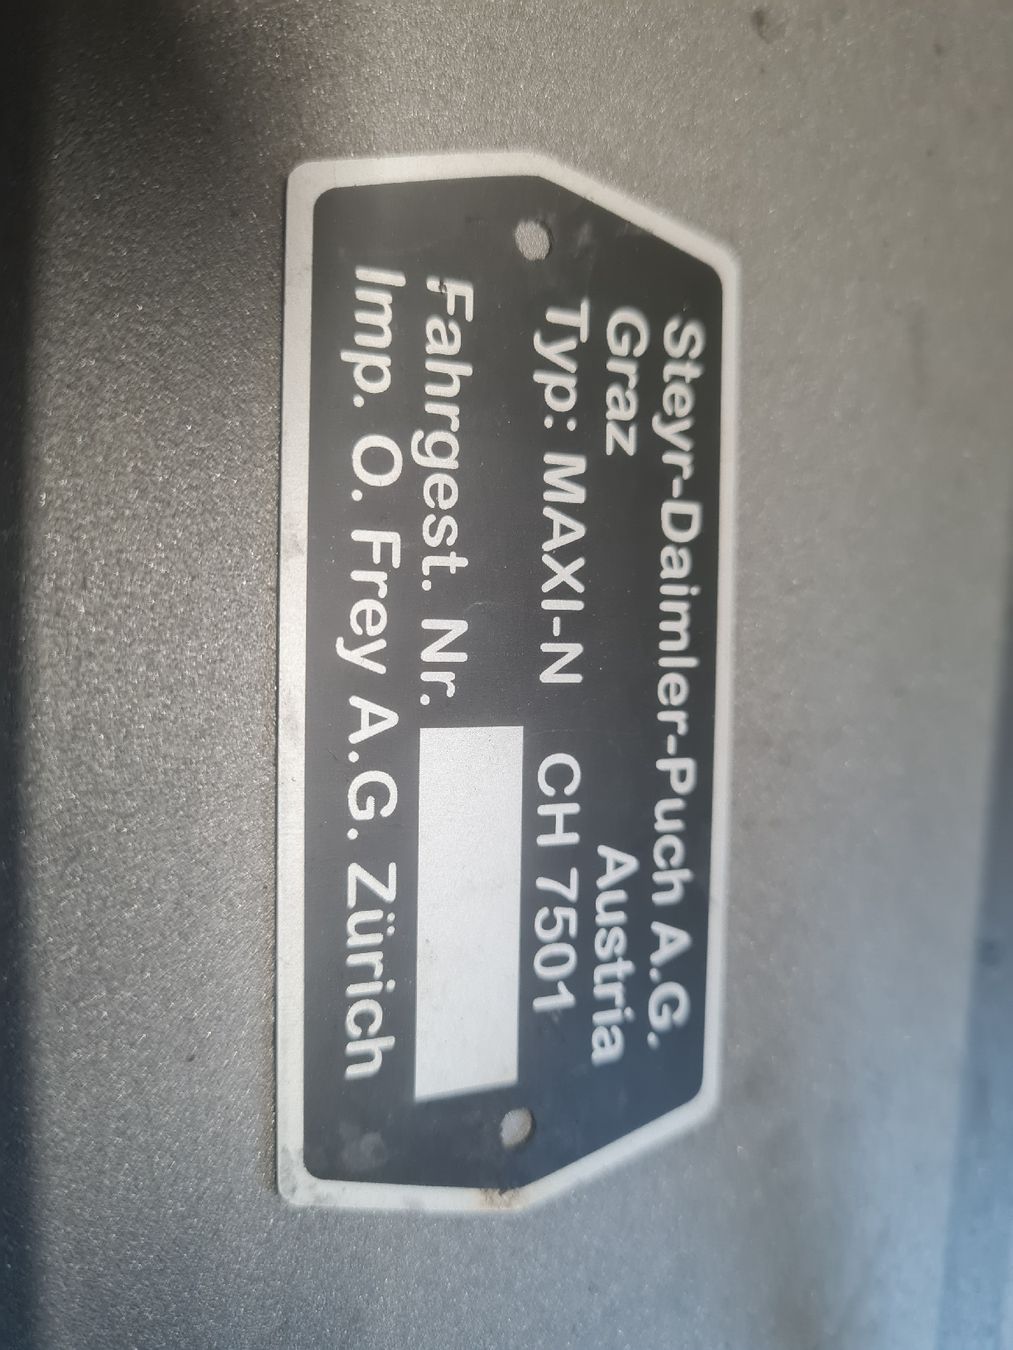 Steyr-Daimler-Puch A.G.
Graz Austria
Typ: MAXI-N CH 7501
Fahrgest. Nr.
Imp. O. Frey A.G. Zürich